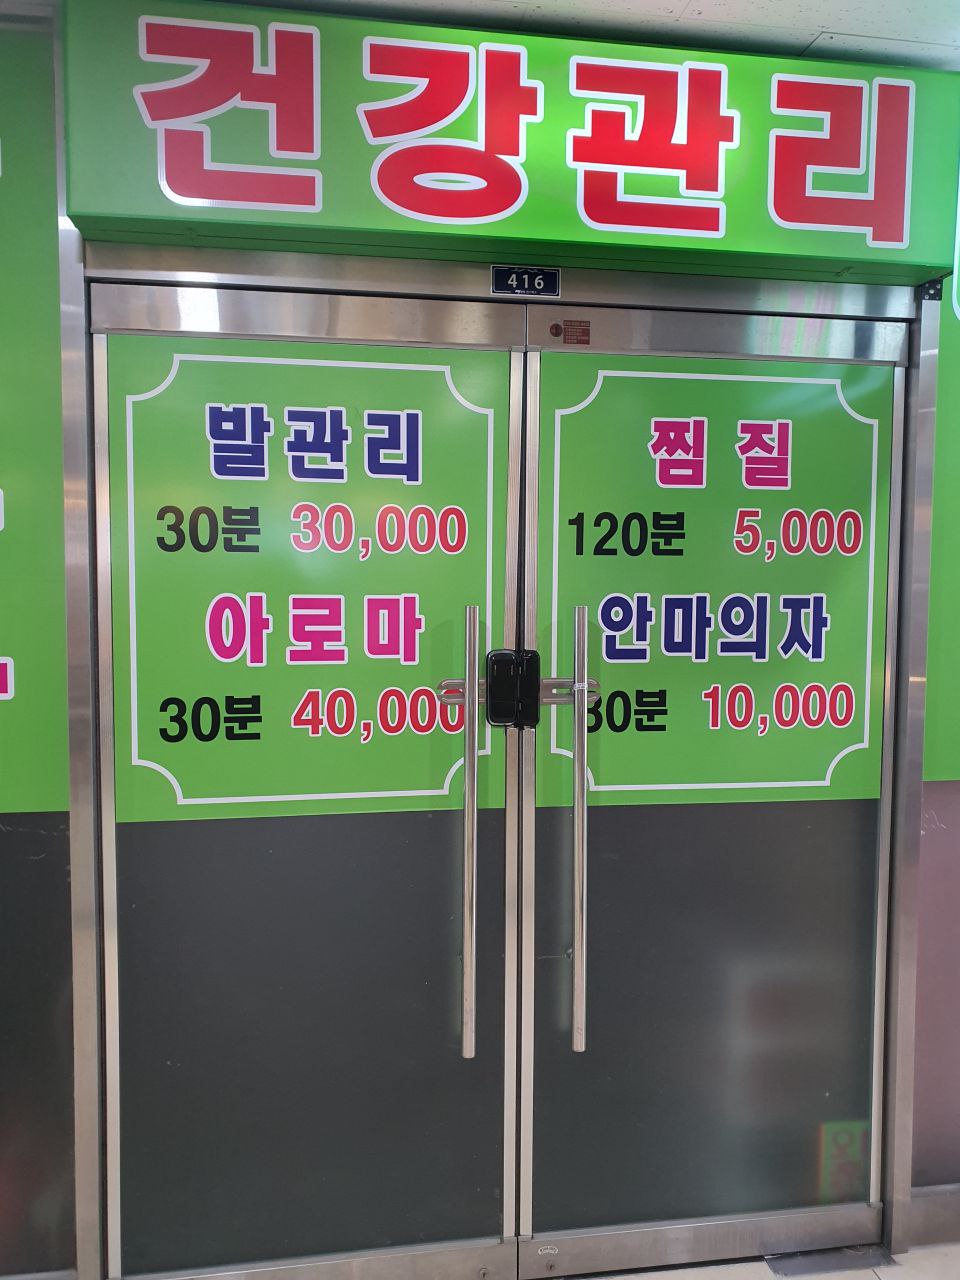 건강관리
416
발관리
30분 30,000
아로마
30분 40,000
찜질
120분 5,000
안마의자
30분 10,000